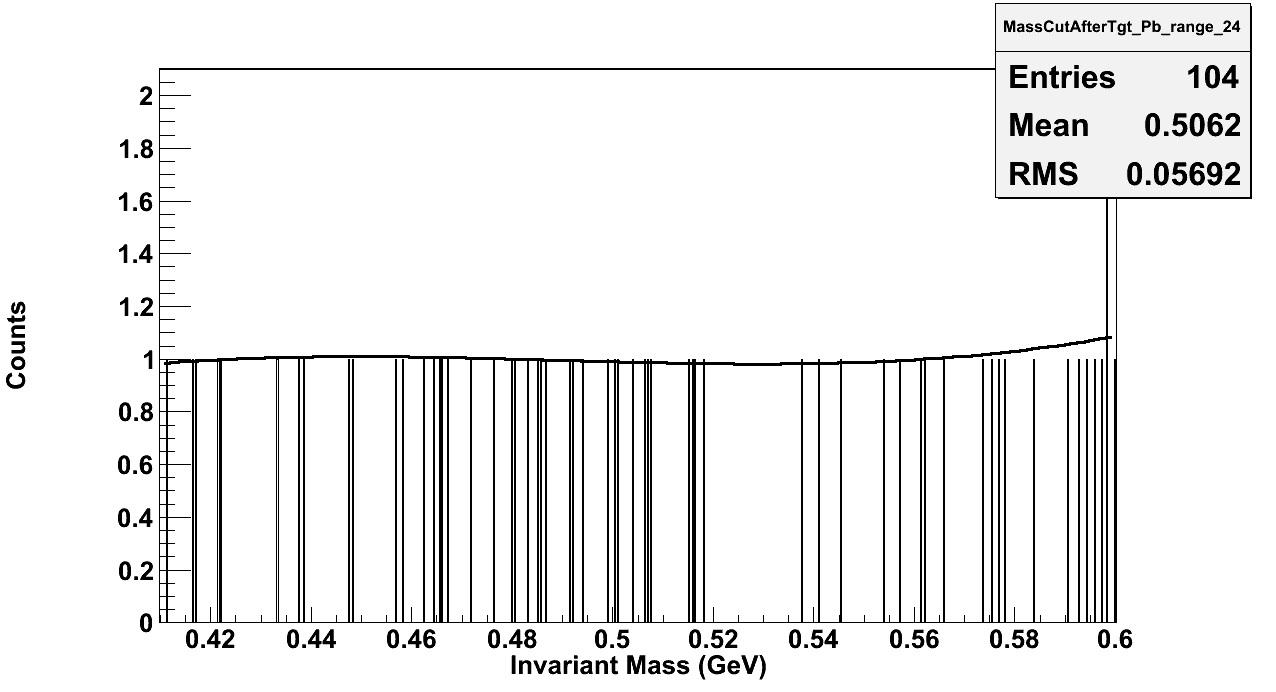 MassCutAfterTgt_Pb_range_24
Entries 104
Mean 0.5062
RMS 0.05692
Counts
2
1.8
1.6
1.4
1.2
1
0.8
0.6
0.4
0.2
0
0.42 0.44 0.46 0.48 0.5 0.52 0.54 0.56 0.58 0.6
Invariant Mass (GeV)